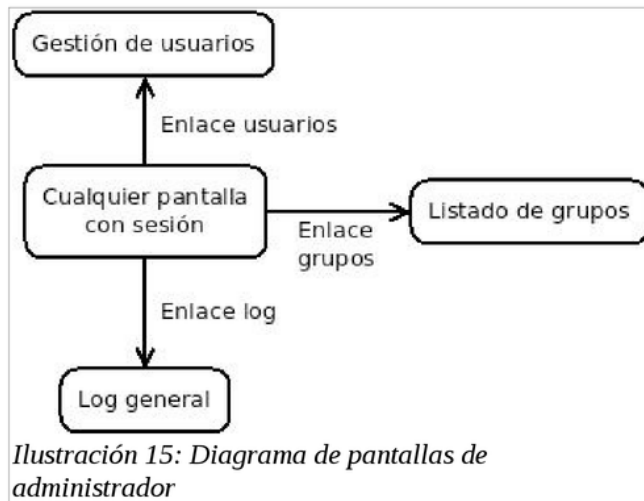 Gestión de usuarios
Enlace usuarios
Cualquier pantalla
con sesión
Enlace
grupos
Listado de grupos
Enlace log
Log general
Ilustración 15: Diagrama de pantallas de
administrador